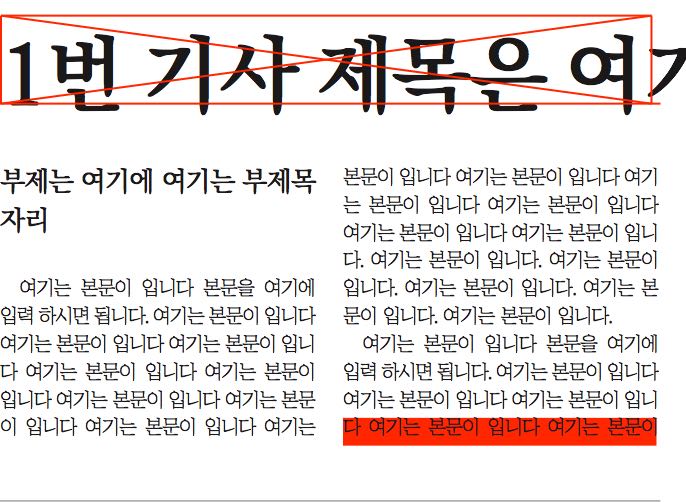 1번 기사 제목은 여기
부제는 여기에 여기는 부제목
자리
여기는 본문이 입니다 본문을 여기에
입력 하시면 됩니다. 여기는 본문이 입니다
여기는 본문이 입니다 여기는 본문이 입니
다 여기는 본문이 입니다 여기는 본문이
입니다 여기는 본문이 입니다 여기는 본문
이 입니다 여기는 본문이 입니다 여기는
본문이 입니다 여기는 본문이 입니다 여기
는 본문이 입니다 여기는 본문이 입니다
여기는 본문이 입니다 여기는 본문이 입니
다. 여기는 본문이 입니다. 여기는 본문이
입니다. 여기는 본문이 입니다. 여기는 본
문이 입니다. 여기는 본문이 입니다.
여기는 본문이 입니다 본문을 여기에
입력 하시면 됩니다. 여기는 본문이 입니다
여기는 본문이 입니다 여기는 본문이 입니
다 여기는 본문이 입니다 여기는 본문이